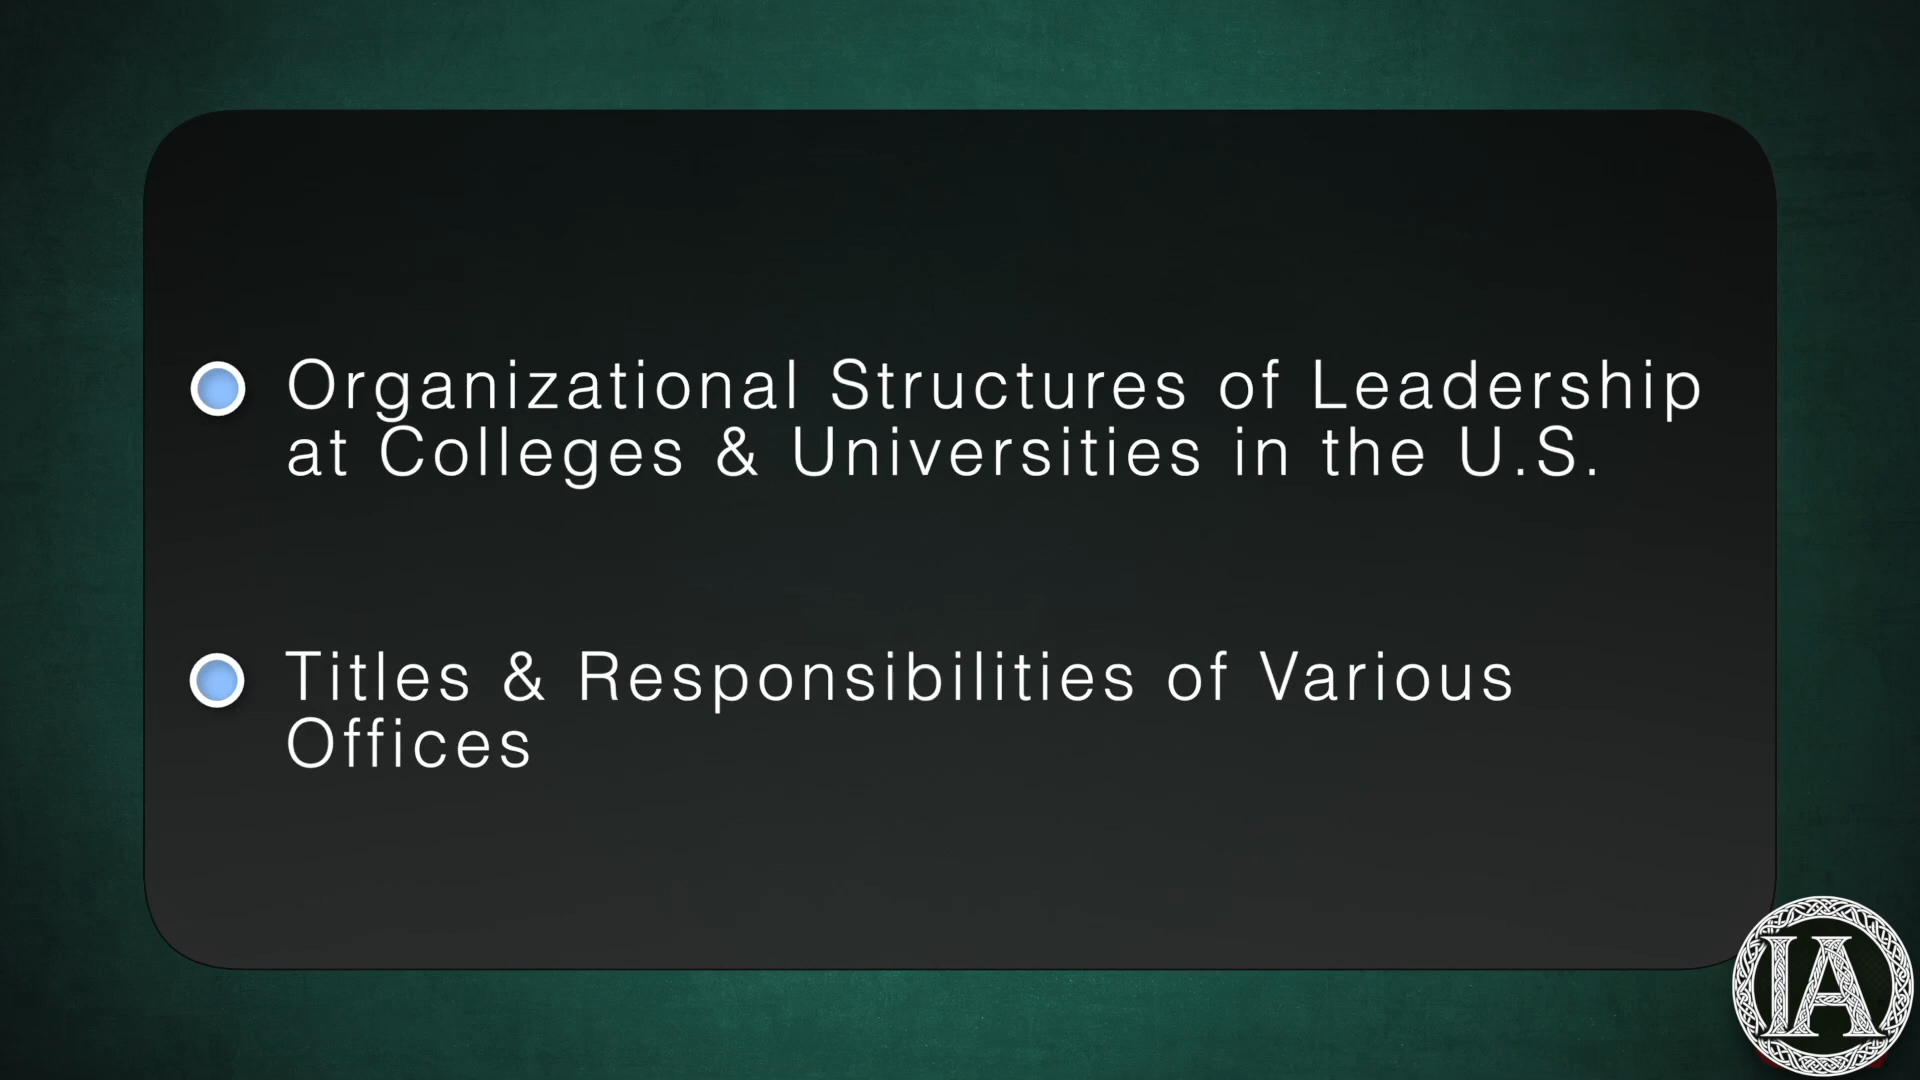 Organizational Structures of Leadership
at Colleges & Universities in the U.S.
Titles & Responsibilities of Various
Offices
IA